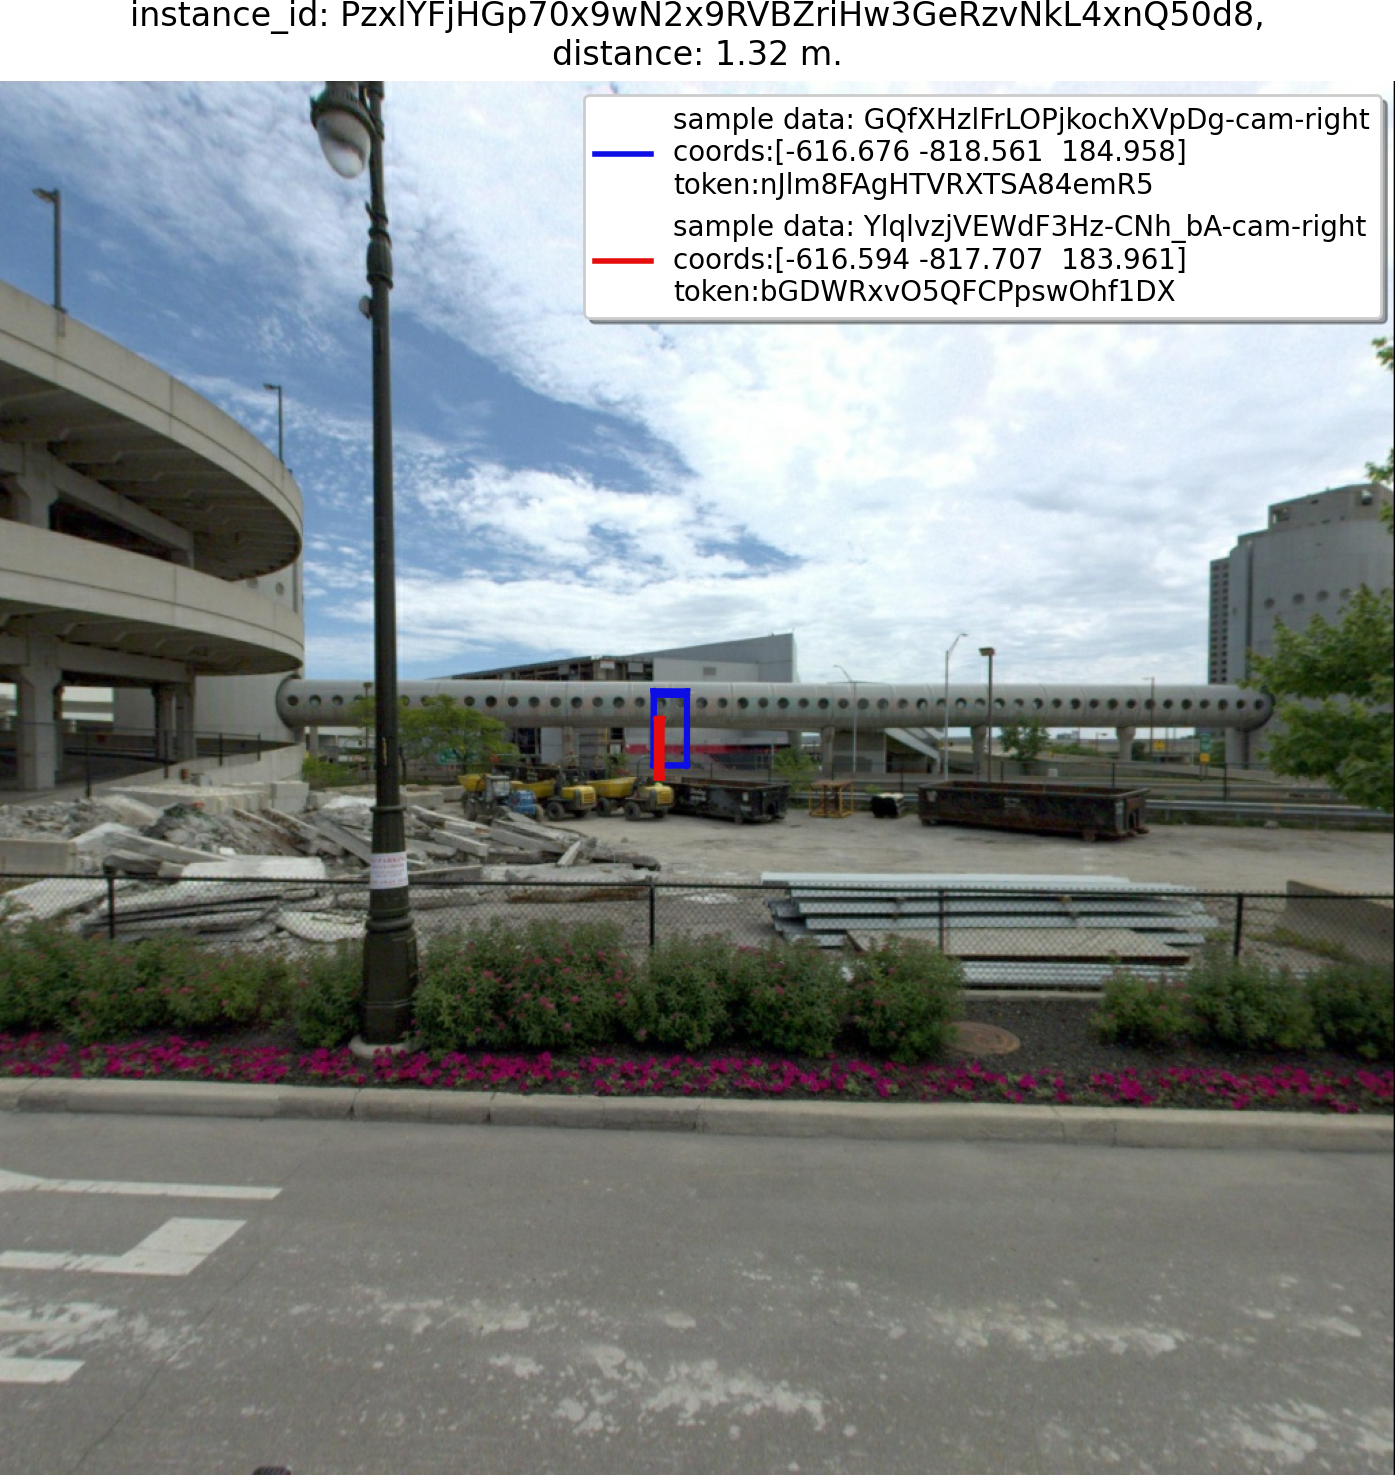 instance_id: PzxlYFjHGp70x9wN2x9RVBZriHw3GeRzvNkL4xnQ50d8,
distance: 1.32 m.
sample data: GQfXHzlFrLOPjkochXVpDg-cam-right
coords:[-616.676 -818.561  184.958]
token:nJlm8FAgHTVRXTSA84emR5
sample data: YlqlvzjVEWdF3Hz-CNh_bA-cam-right
coords:[-616.594 -817.707  183.961]
token:bGDWRxvO5QFCPpswOhf1DX